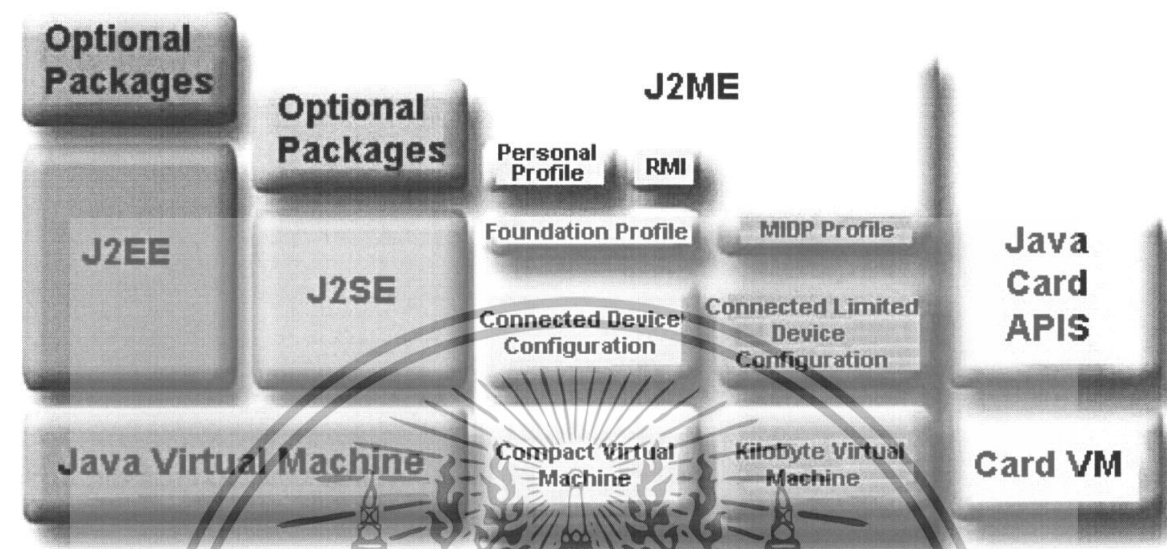 Optional
Packages
Optional
Packages
J2ME
Personal
Profile
RMI
J2EE
J2SE
Foundation Profile
MIDP Profile
Connected Device
Configuration
Connected Limited
Device
Configuration
Java
Card
APIS
Java Virtual Machine
Compact Virtual
Machine
Kilobyte Virtual
Machine
Card VM